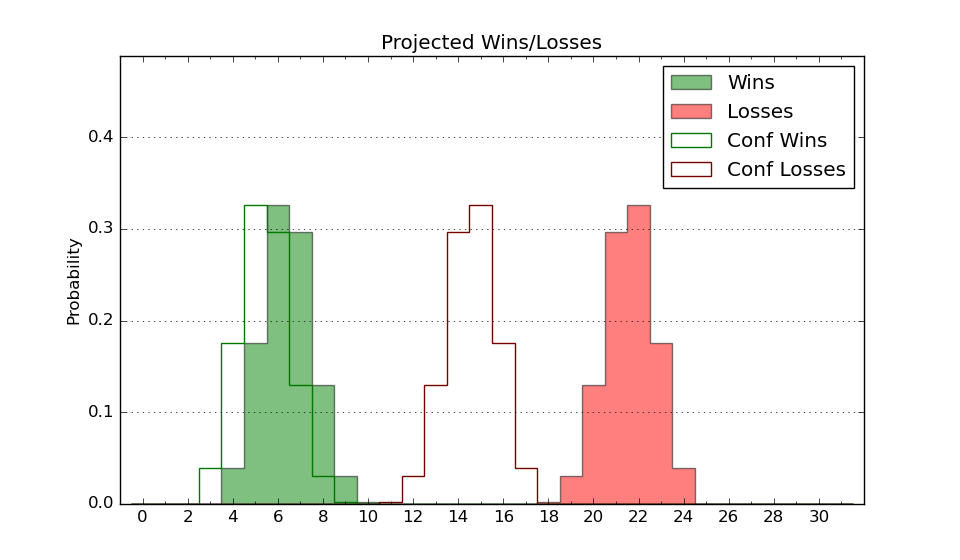 Projected Wins/Losses
Wins
Losses
Conf Wins
Conf Losses
Probability
0.4
0.3
0.2
0.1
0.0
0 2 4 6 8 10 12 14 16 18 20 22 24 26 28 30